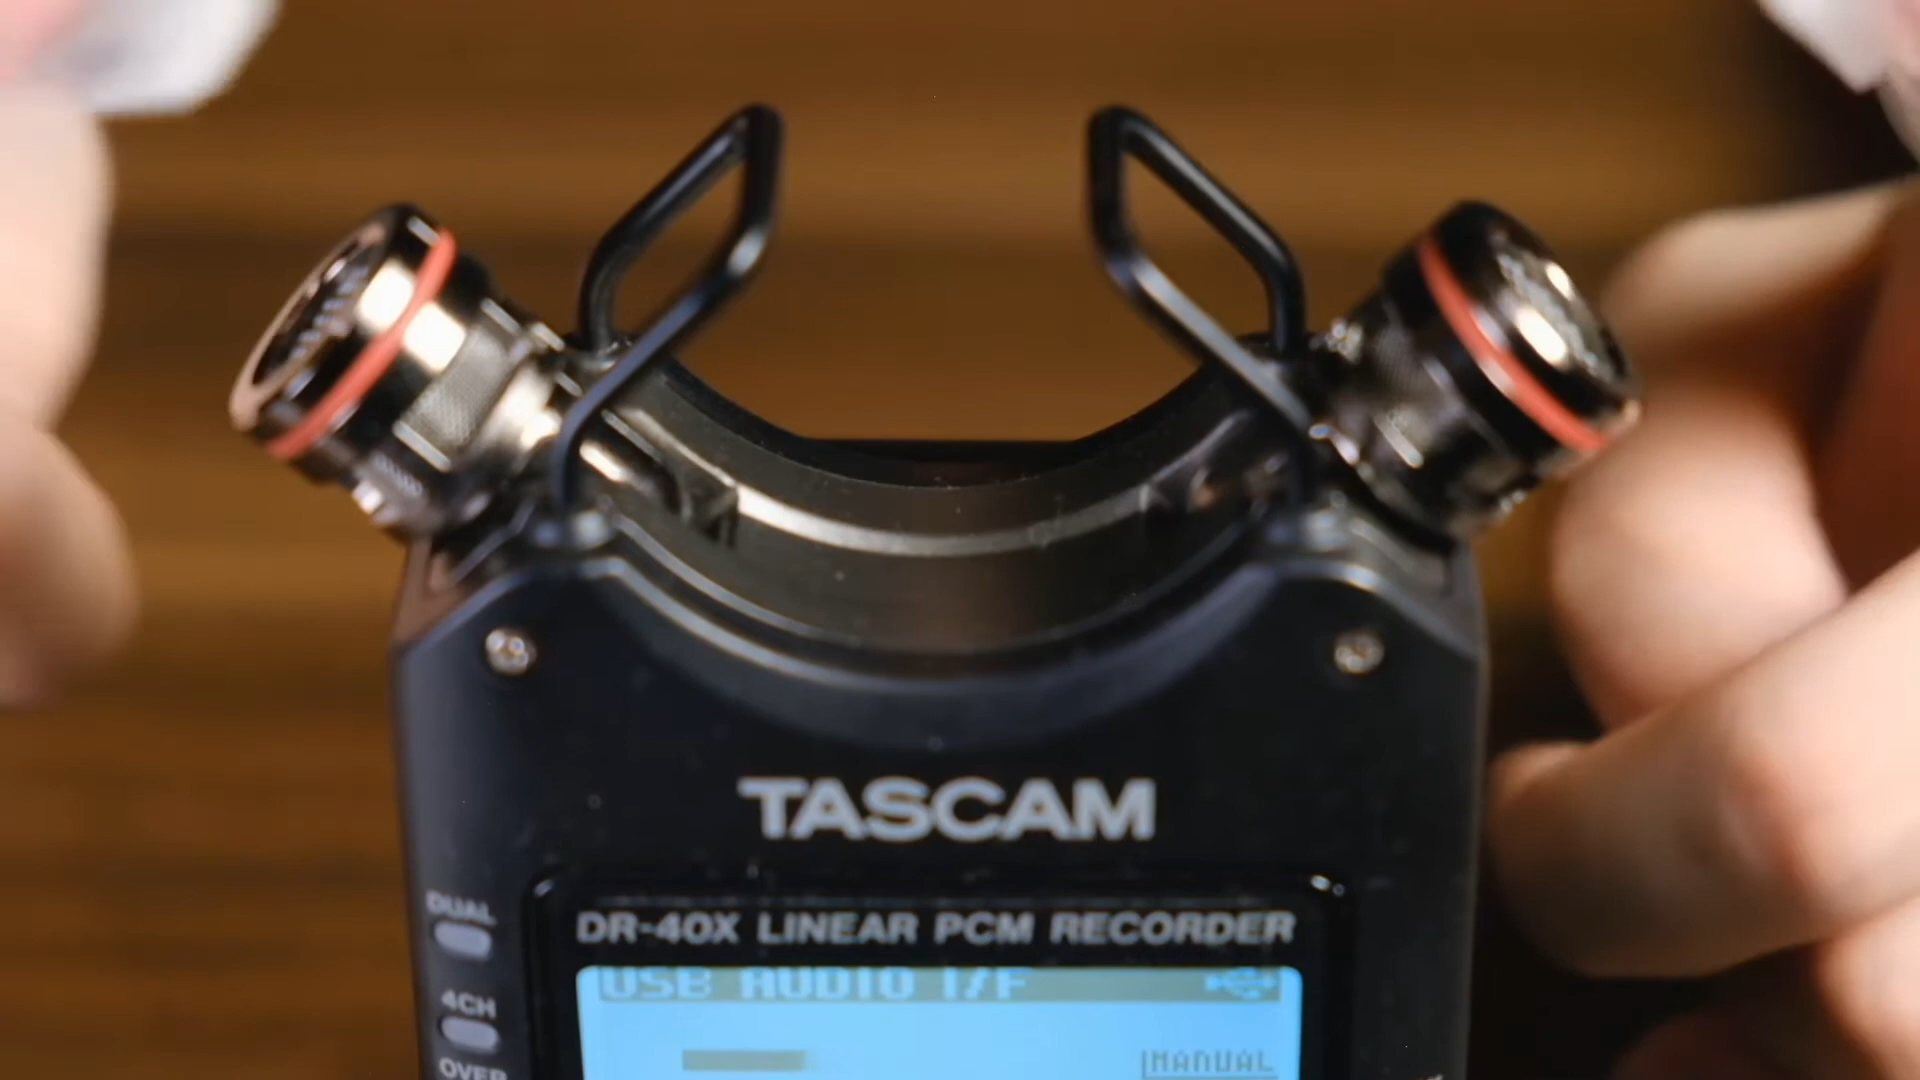 TASCAM
DR-40X LINEAR PCM RECORDER
USB AUDIO I/F
MANUAL
DUAL
4CH
OVER